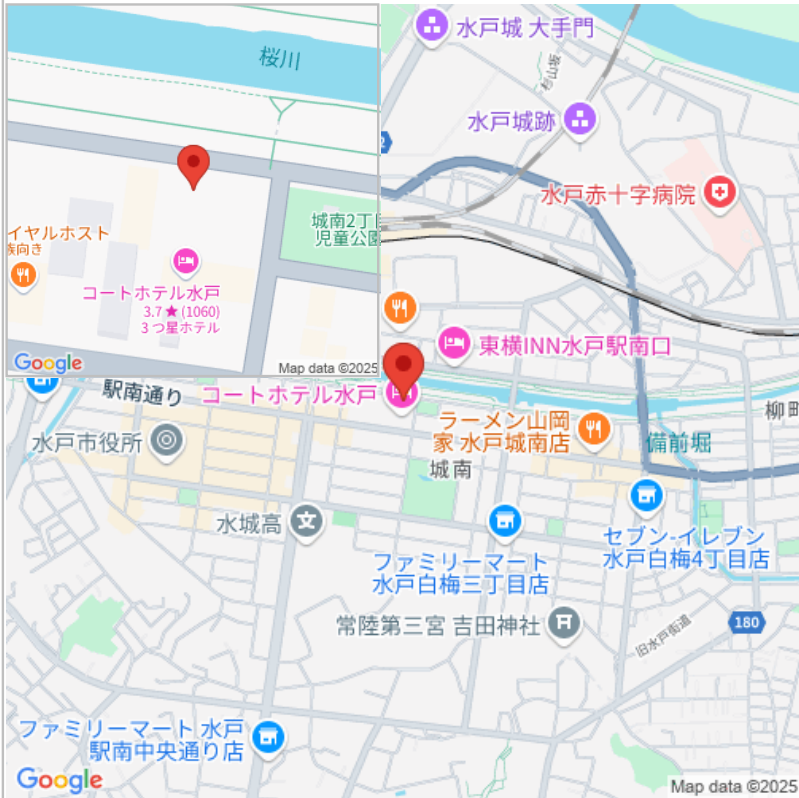 桜川
城南2丁目
児童公園
イヤルホスト
族向き
コートホテル水戸
3.7 ★ (1060)
3 つ星ホテル
Google
Map data ©2025
水戸城 大手門
杉山坂
水戸城跡
水戸赤十字病院
東横INN水戸駅南口
駅南通り
コートホテル水戸
ラーメン山岡
家 水戸城南店
水戸市役所
城南
備前堀
柳町
水城高
ファミリーマート
水戸白梅三丁目店
セブン-イレブン
水戸白梅4丁目店
常陸第三宮 吉田神社
180
旧水戸街道
ファミリーマート 水戸
駅南中央通り店
Google
Map data ©2025